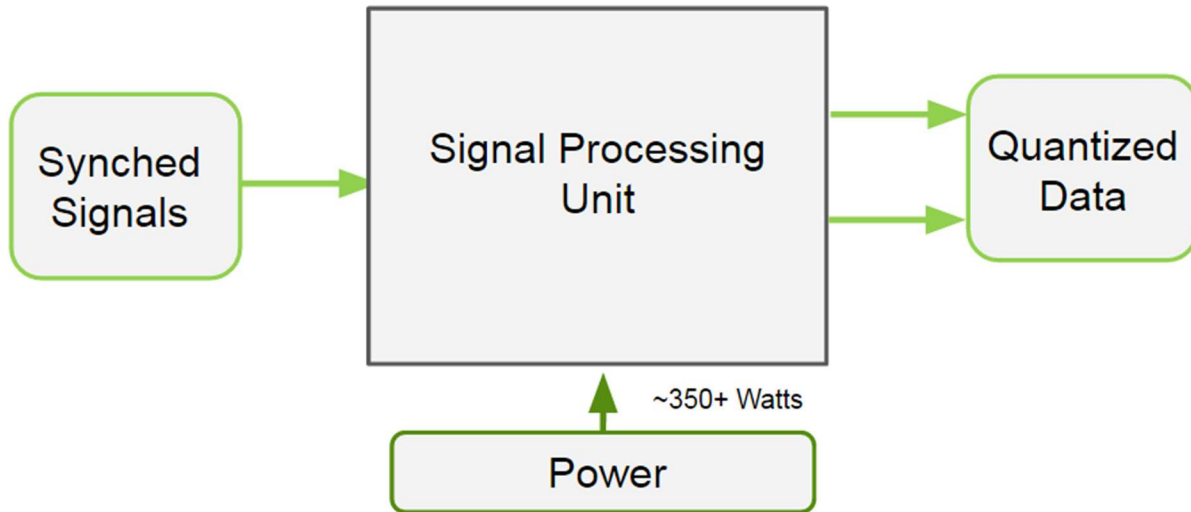 Synched
Signals
Signal Processing
Unit
Quantized
Data
~350+ Watts
Power